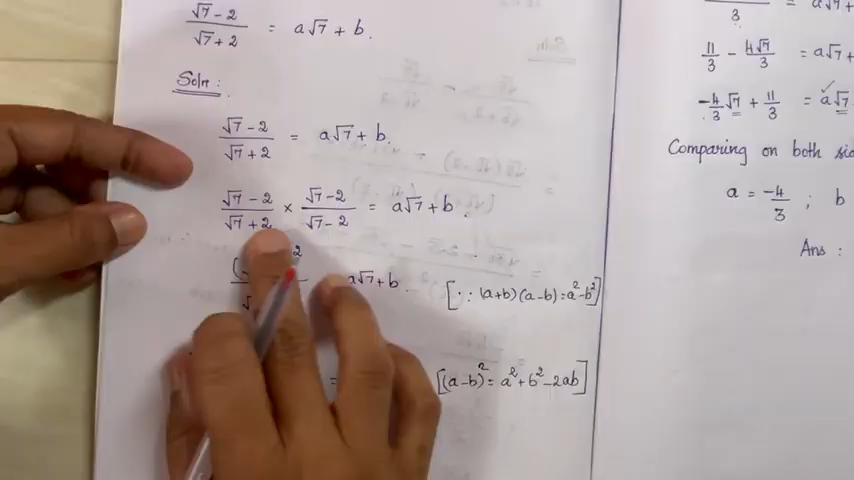 √7 - 2 / √7 + 2 = a√7 + b.
Soln :
√7 - 2 / √7 + 2 = a√7 + b.
√7 - 2 / √7 + 2 × √7 - 2 / √7 - 2 = a√7 + b.
a√7 + b. [∵ (a+b)(a-b) = a² - b²]
= [(a-b)² = a² + b² - 2ab]
3 = a√7 +
11/3 - 4√7/3 = a√7 +
-4/3 √7 + 11/3 = a√7
Comparing on both
a = -4/3 ; b
Ans :